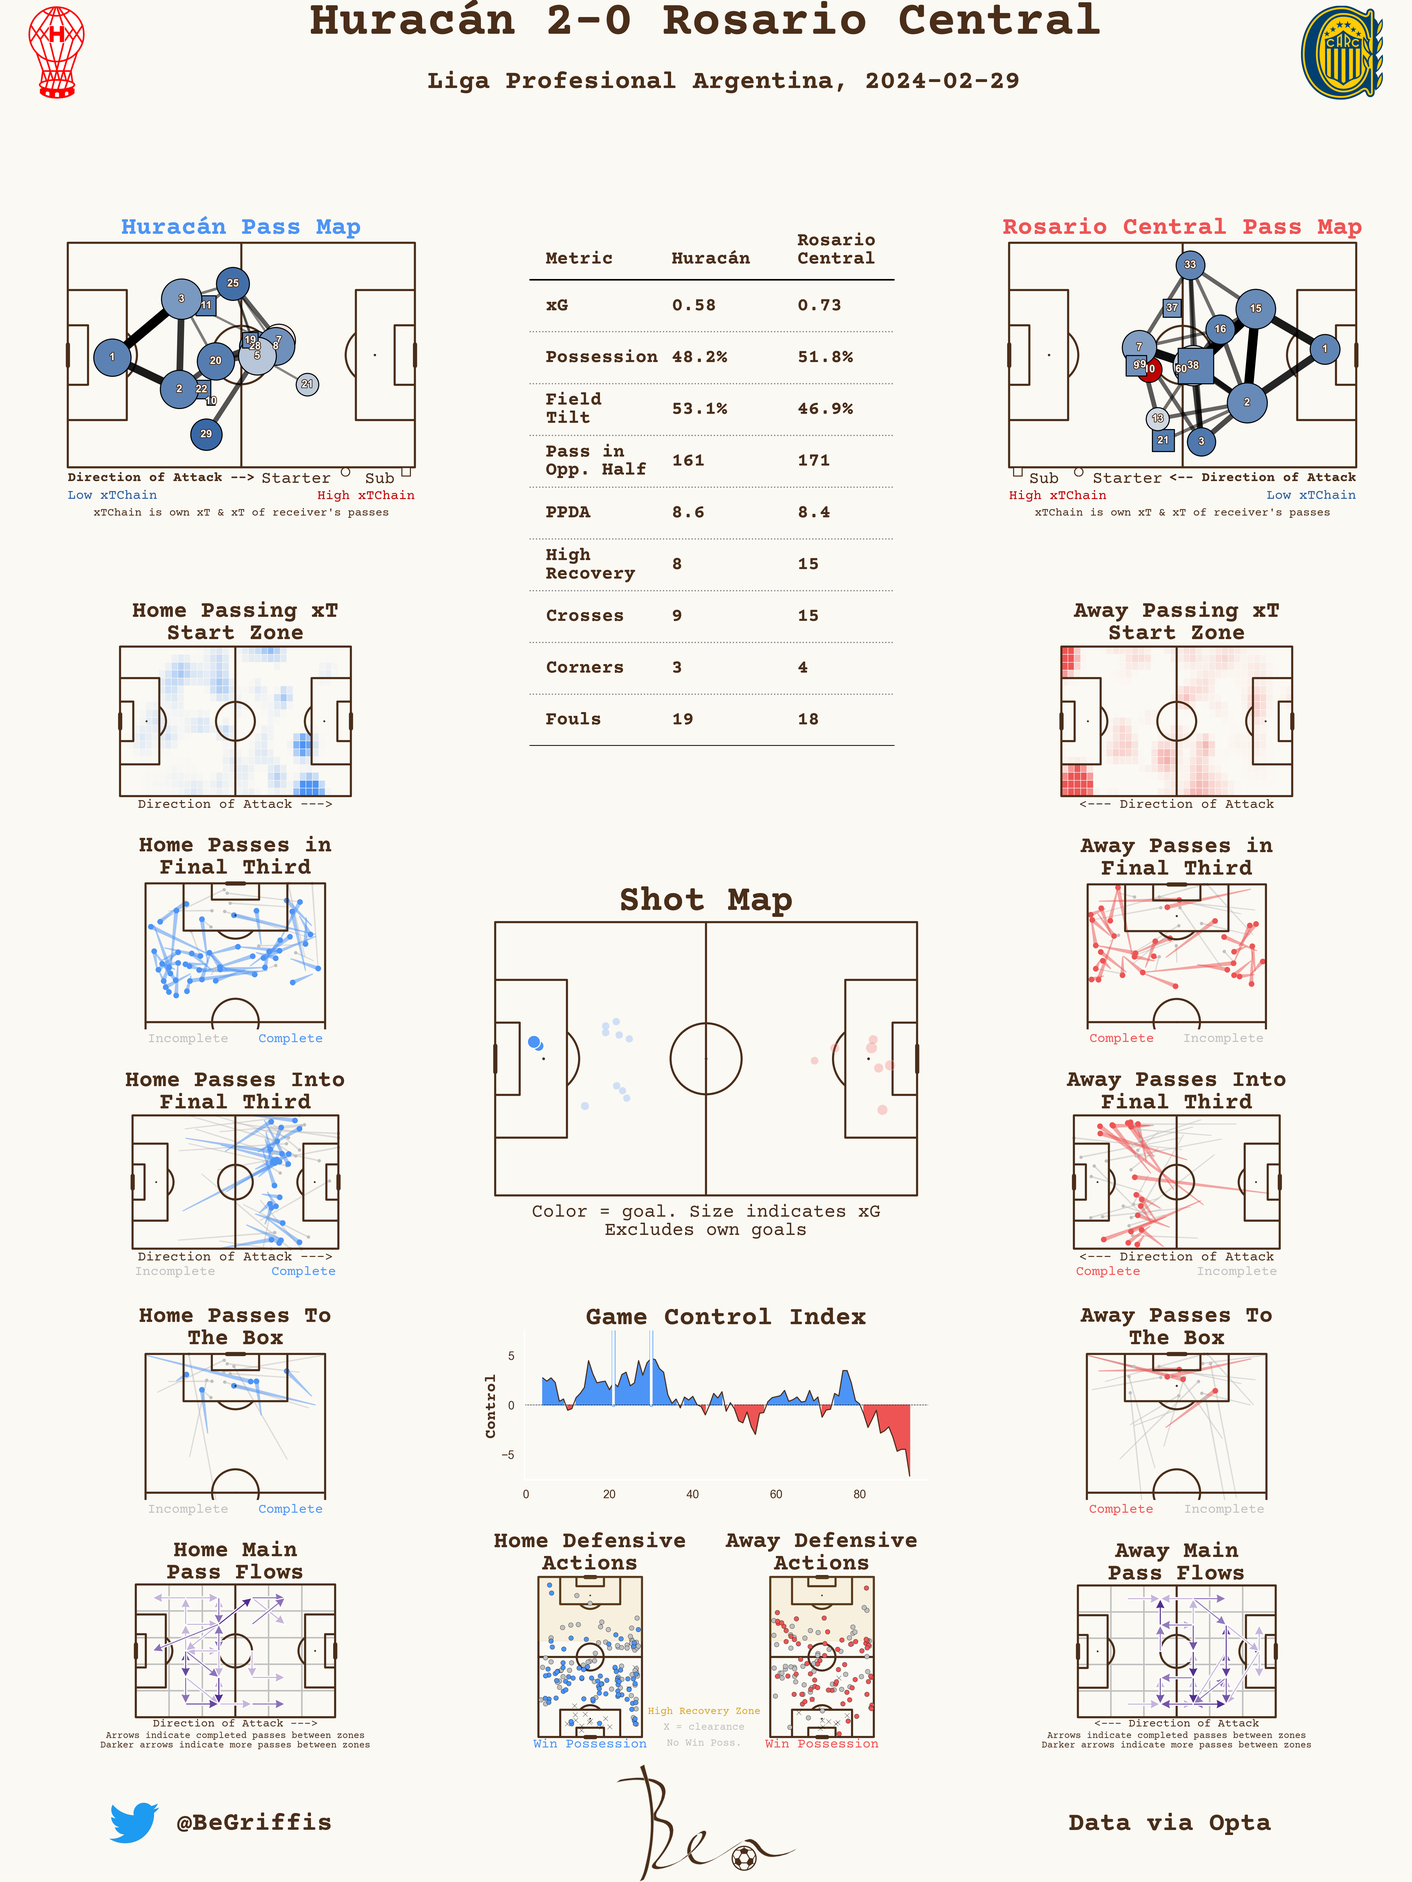 Huracán 2-0 Rosario Central
Liga Profesional Argentina, 2024-02-29
H
CARC
Huracán Pass Map
25
3
11
19
7
28
8
5
1
20
2
22
10
21
29
Direction of Attack --> Starter Sub
Low xTChain High xTChain
xTChain is own xT & xT of receiver's passes
Metric Huracán Rosario Central
xG 0.58 0.73
Possession 48.2% 51.8%
Field Tilt 53.1% 46.9%
Pass in Opp. Half 161 171
PPDA 8.6 8.4
High Recovery 8 15
Crosses 9 15
Corners 3 4
Fouls 19 18
Rosario Central Pass Map
33
37
15
16
7
1
99
10
60
38
2
13
21
3
Sub Starter <-- Direction of Attack
High xTChain Low xTChain
xTChain is own xT & xT of receiver's passes
Home Passing xT
Start Zone
Direction of Attack --->
Away Passing xT
Start Zone
<--- Direction of Attack
Home Passes in
Final Third
Incomplete Complete
Away Passes in
Final Third
Complete Incomplete
Shot Map
Color = goal. Size indicates xG
Excludes own goals
Home Passes Into
Final Third
Direction of Attack --->
Incomplete Complete
Away Passes Into
Final Third
<--- Direction of Attack
Complete Incomplete
Home Passes To
The Box
Incomplete Complete
Game Control Index
Control
5
0
−5
0 20 40 60 80
Away Passes To
The Box
Complete Incomplete
Home Main
Pass Flows
Direction of Attack --->
Arrows indicate completed passes between zones
Darker arrows indicate more passes between zones
Home Defensive
Actions
Win Possession
High Recovery Zone
X = clearance
No Win Poss.
Away Defensive
Actions
Win Possession
Away Main
Pass Flows
<--- Direction of Attack
Arrows indicate completed passes between zones
Darker arrows indicate more passes between zones
@BeGriffis
Ben
Data via Opta